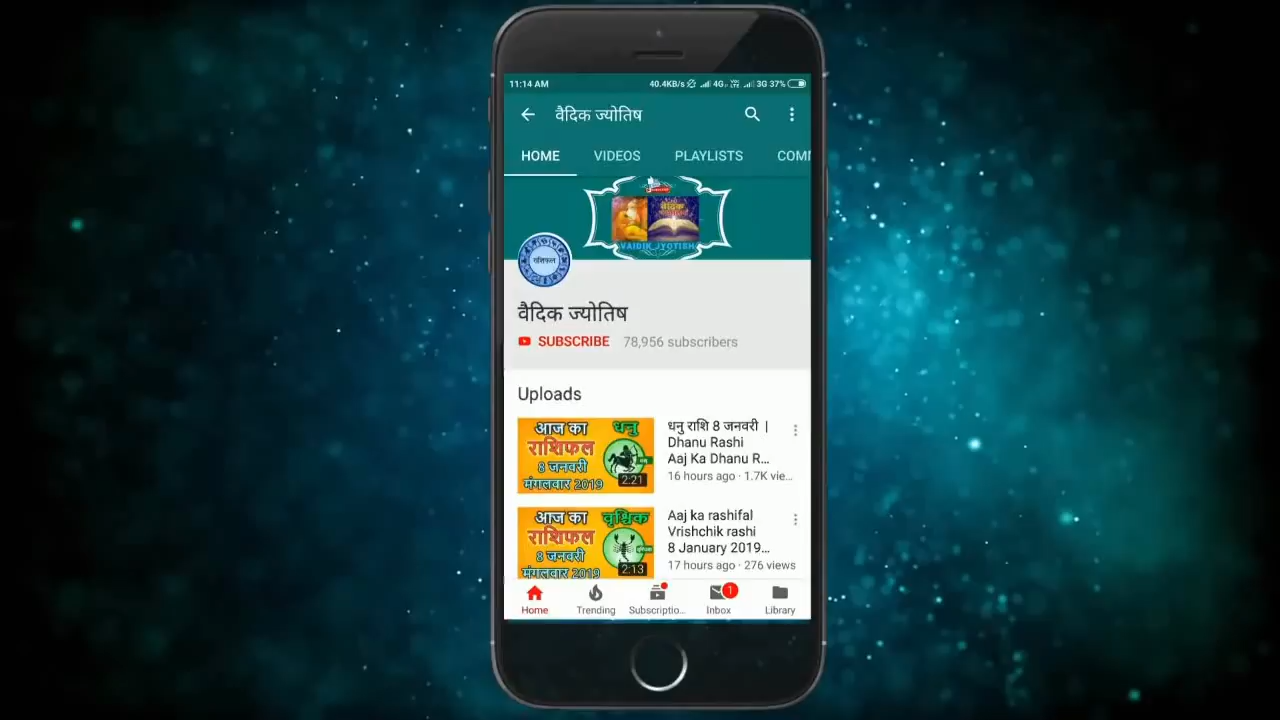 11:14 AM
40.4KB/s 4G 3G 37%
वैदिक ज्योतिष
HOME VIDEOS PLAYLISTS COMM
वैदिक
VAIDIK JYOTISH
राशिफल
वैदिक ज्योतिष
SUBSCRIBE 78,956 subscribers
Uploads
आज का धनु
राशिफल
8 जनवरी
मंगलवार 2019
2:21
धनु राशि 8 जनवरी |
Dhanu Rashi
Aaj Ka Dhanu R...
16 hours ago · 1.7K vie...
आज का वृश्चिक
राशिफल
8 जनवरी
मंगलवार 2019
2:13
Aaj ka rashifal
Vrishchik rashi
8 January 2019...
17 hours ago · 276 views
1
Home Trending Subscriptio... Inbox Library